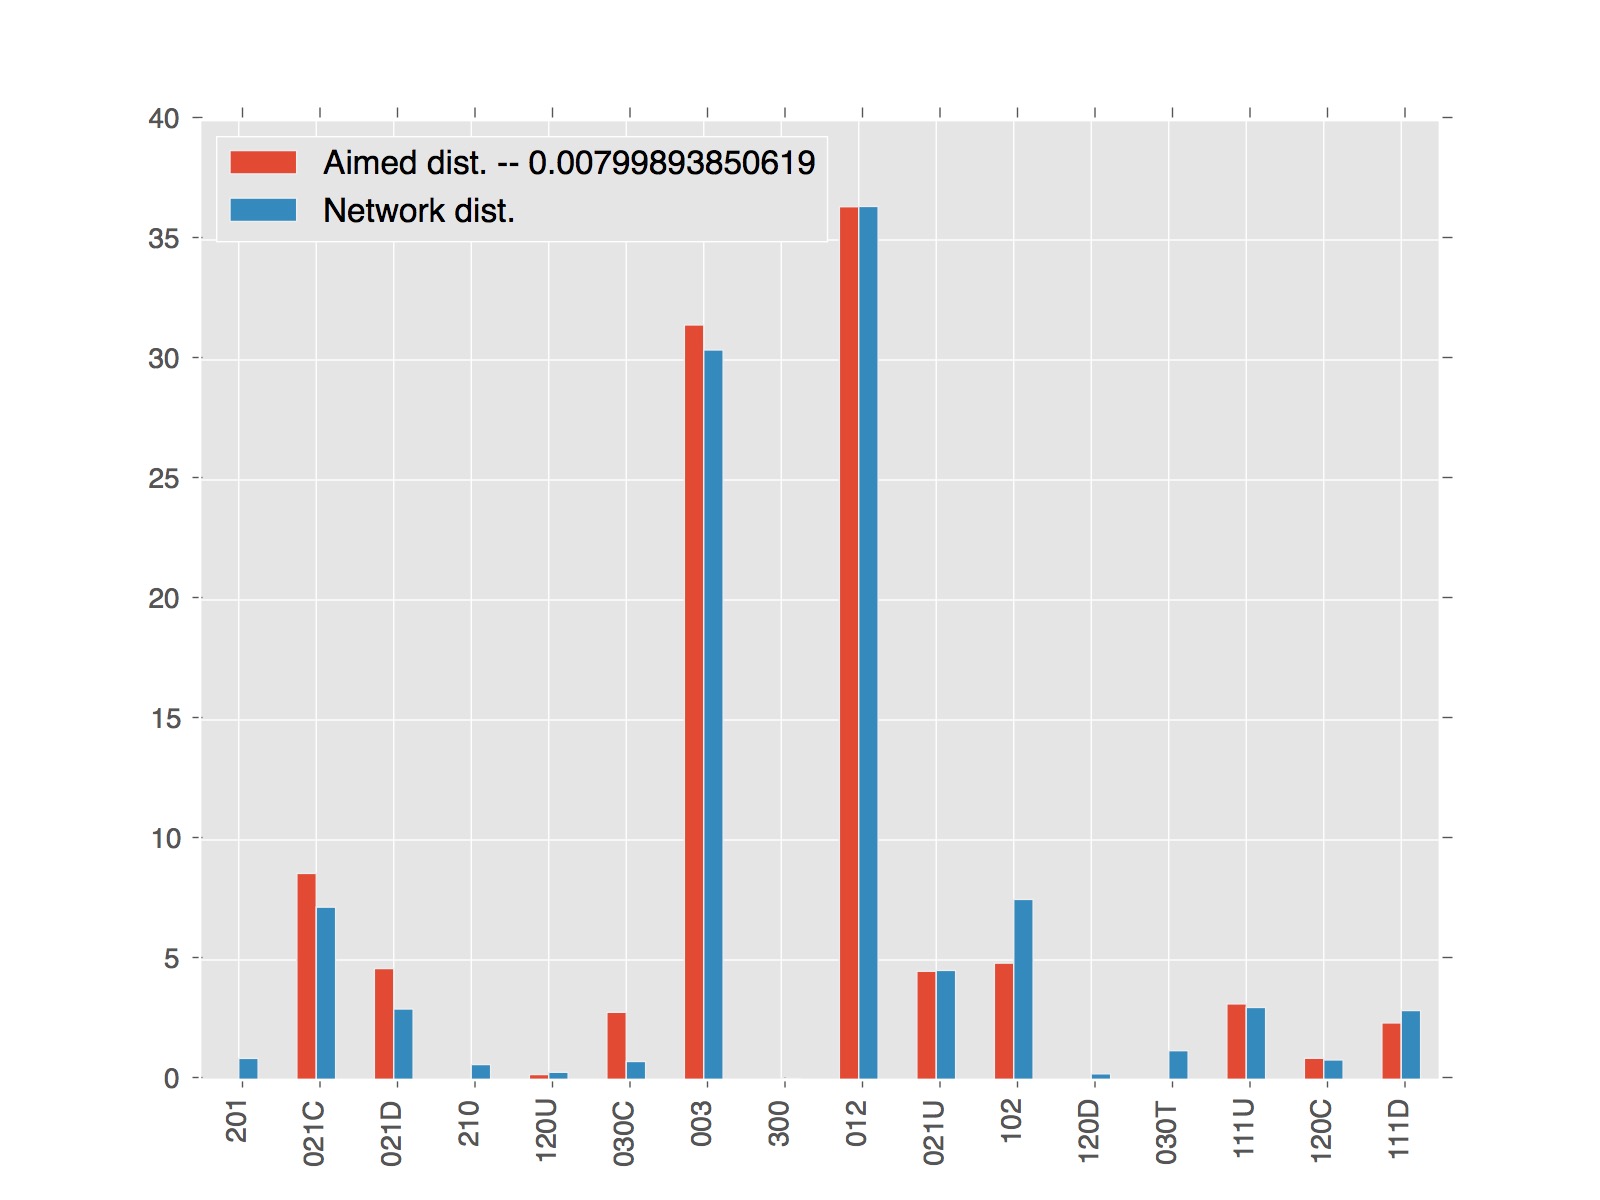 40
35
30
25
20
15
10
5
0
Aimed dist. -- 0.00799893850619
Network dist.
201
021C
021D
210
120U
030C
003
300
012
021U
102
120D
030T
111U
120C
111D